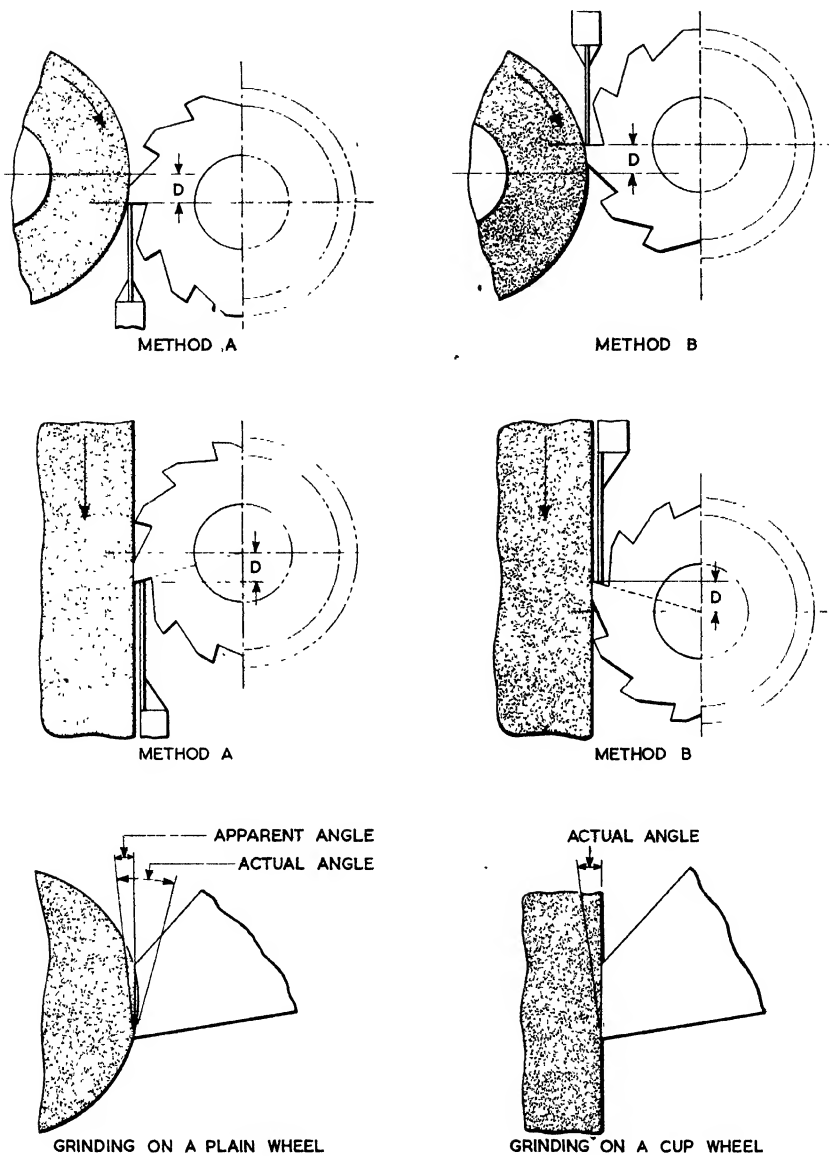 D
D
METHOD A
METHOD B
D
D
METHOD A
METHOD B
APPARENT ANGLE
ACTUAL ANGLE
ACTUAL ANGLE
GRINDING ON A PLAIN WHEEL
GRINDING ON A CUP WHEEL